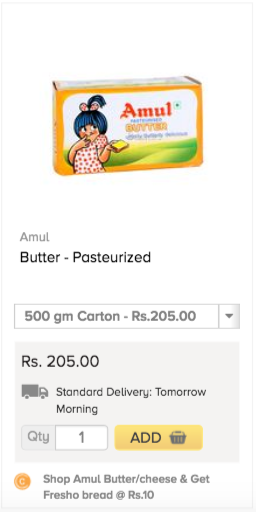 Amul
PASTEURISED
BUTTER
Utterly Butterly Delicious
Amul
Butter - Pasteurized
500 gm Carton - Rs.205.00
Rs. 205.00
Standard Delivery: Tomorrow
Morning
Qty 1 ADD
C Shop Amul Butter/cheese & Get
Fresho bread @ Rs.10